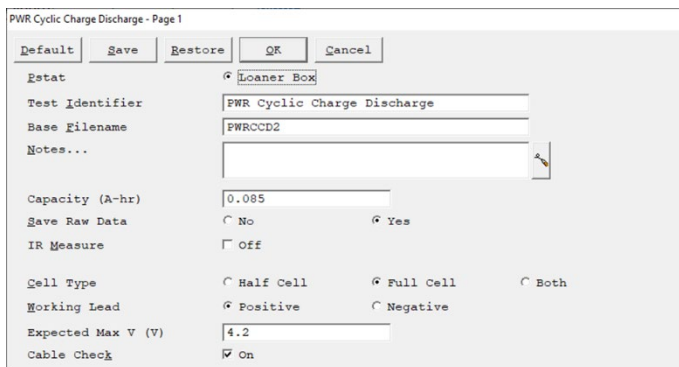 PWR Cyclic Charge Discharge - Page 1
Default Save Restore OK Cancel
Pstat Loaner Box
Test Identifier PWR Cyclic Charge Discharge
Base Filename PWRCCD2
Notes...
Capacity (A-hr) 0.085
Save Raw Data No Yes
IR Measure Off
Cell Type Half Cell Full Cell Both
Working Lead Positive Negative
Expected Max V (V) 4.2
Cable Check On